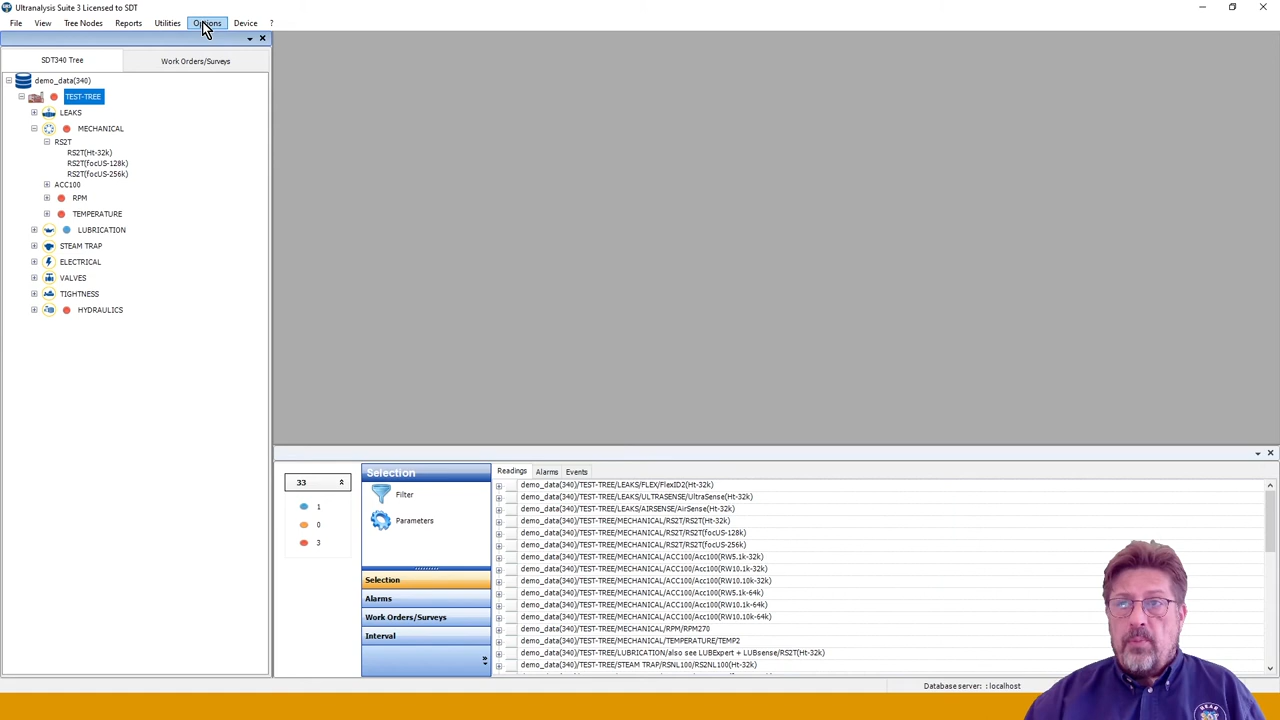 Ultranalysis Suite 3 Licensed to SDT
File View Tree Nodes Reports Utilities Options Device ?
SDT340 Tree Work Orders/Surveys
demo_data(340)
TEST-TREE
LEAKS
MECHANICAL
RS2T
RS2T(Ht-32k)
RS2T(focUS-128k)
RS2T(focUS-256k)
ACC100
RPM
TEMPERATURE
LUBRICATION
STEAM TRAP
ELECTRICAL
VALVES
TIGHTNESS
HYDRAULICS
33
1
0
3
Selection
Filter
Parameters
Selection
Alarms
Work Orders/Surveys
Interval
Readings Alarms Events
demo_data(340)/TEST-TREE/LEAKS/FLEX/FlexID2(Ht-32k)
demo_data(340)/TEST-TREE/LEAKS/ULTRASENSE/UltraSense(Ht-32k)
demo_data(340)/TEST-TREE/LEAKS/AIRSENSE/AirSense(Ht-32k)
demo_data(340)/TEST-TREE/MECHANICAL/RS2T/RS2T(Ht-32k)
demo_data(340)/TEST-TREE/MECHANICAL/RS2T/RS2T(focUS-128k)
demo_data(340)/TEST-TREE/MECHANICAL/RS2T/RS2T(focUS-256k)
demo_data(340)/TEST-TREE/MECHANICAL/ACC100/Acc100(RW5.1k-32k)
demo_data(340)/TEST-TREE/MECHANICAL/ACC100/Acc100(RW10.1k-32k)
demo_data(340)/TEST-TREE/MECHANICAL/ACC100/Acc100(RW10.10k-32k)
demo_data(340)/TEST-TREE/MECHANICAL/ACC100/Acc100(RW5.1k-64k)
demo_data(340)/TEST-TREE/MECHANICAL/ACC100/Acc100(RW10.1k-64k)
demo_data(340)/TEST-TREE/MECHANICAL/ACC100/Acc100(RW10.10k-64k)
demo_data(340)/TEST-TREE/MECHANICAL/RPM/RPM270
demo_data(340)/TEST-TREE/MECHANICAL/TEMPERATURE/TEMP2
demo_data(340)/TEST-TREE/LUBRICATION/also see LUBExpert + LUBsense/RS2T(Ht-32k)
demo_data(340)/TEST-TREE/STEAM TRAP/RSNL100/RS2NL100(Ht-32k)
Database server: : localhost